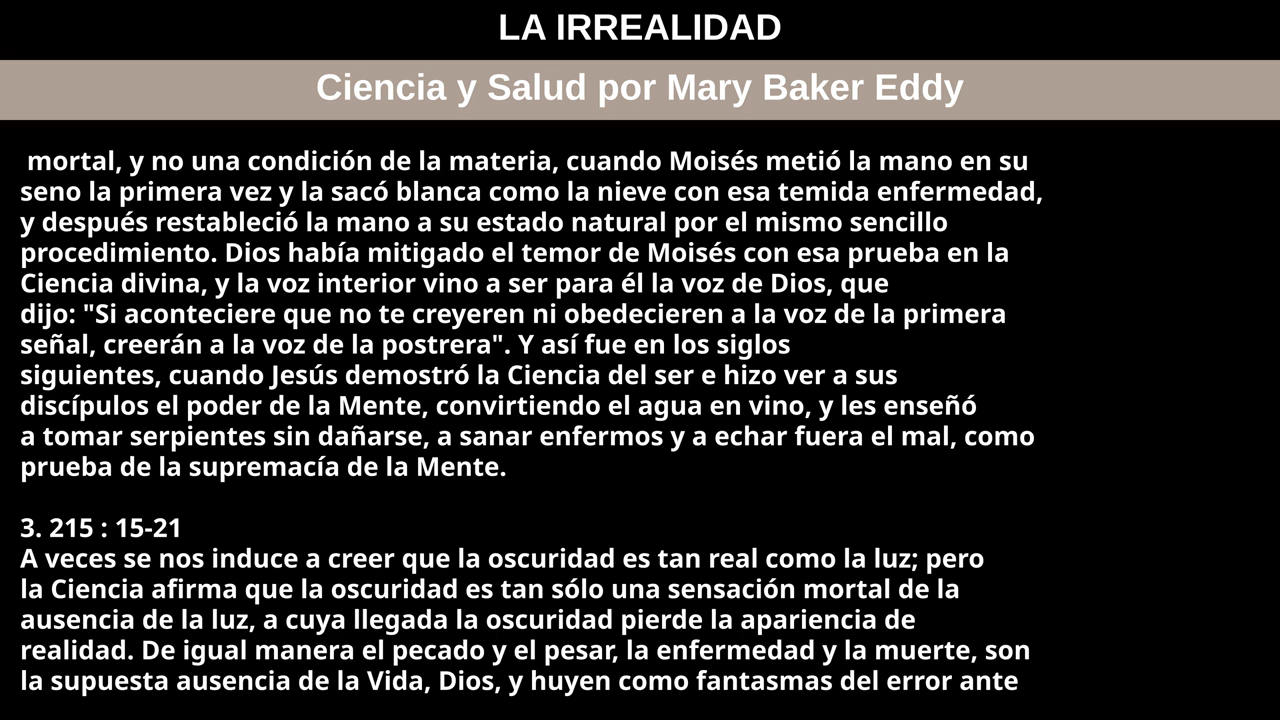 LA IRREALIDAD
Ciencia y Salud por Mary Baker Eddy
mortal, y no una condición de la materia, cuando Moisés metió la mano en su
seno la primera vez y la sacó blanca como la nieve con esa temida enfermedad,
y después restableció la mano a su estado natural por el mismo sencillo
procedimiento. Dios había mitigado el temor de Moisés con esa prueba en la
Ciencia divina, y la voz interior vino a ser para él la voz de Dios, que
dijo: "Si aconteciere que no te creyeren ni obedecieren a la voz de la primera
señal, creerán a la voz de la postrera". Y así fue en los siglos
siguientes, cuando Jesús demostró la Ciencia del ser e hizo ver a sus
discípulos el poder de la Mente, convirtiendo el agua en vino, y les enseñó
a tomar serpientes sin dañarse, a sanar enfermos y a echar fuera el mal, como
prueba de la supremacía de la Mente.
3. 215 : 15-21
A veces se nos induce a creer que la oscuridad es tan real como la luz; pero
la Ciencia afirma que la oscuridad es tan sólo una sensación mortal de la
ausencia de la luz, a cuya llegada la oscuridad pierde la apariencia de
realidad. De igual manera el pecado y el pesar, la enfermedad y la muerte, son
la supuesta ausencia de la Vida, Dios, y huyen como fantasmas del error ante